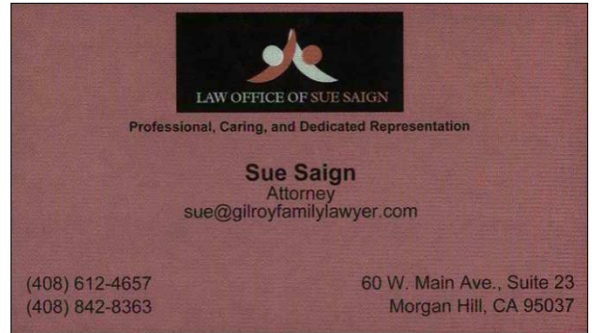 LAW OFFICE OF SUE SAIGN
Professional, Caring, and Dedicated Representation
Sue Saign
Attorney
sue@gilroyfamilylawyer.com
(408) 612-4657
(408) 842-8363
60 W. Main Ave., Suite 23
Morgan Hill, CA 95037